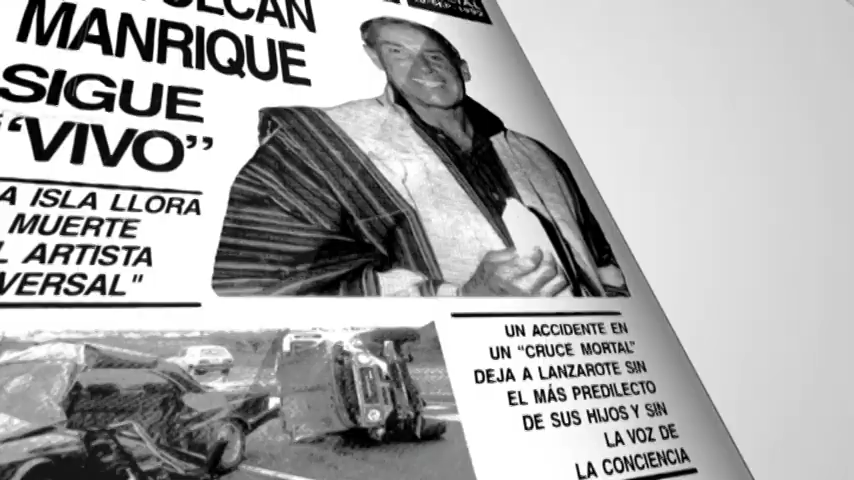 VOLCÁN
MANRIQUE
SIGUE
"VIVO"
A ISLA LLORA
MUERTE
L ARTISTA
VERSAL"
UN ACCIDENTE EN
UN "CRUCE MORTAL"
DEJA A LANZAROTE SIN
EL MÁS PREDILECTO
DE SUS HIJOS Y SIN
LA VOZ DE
LA CONCIENCIA